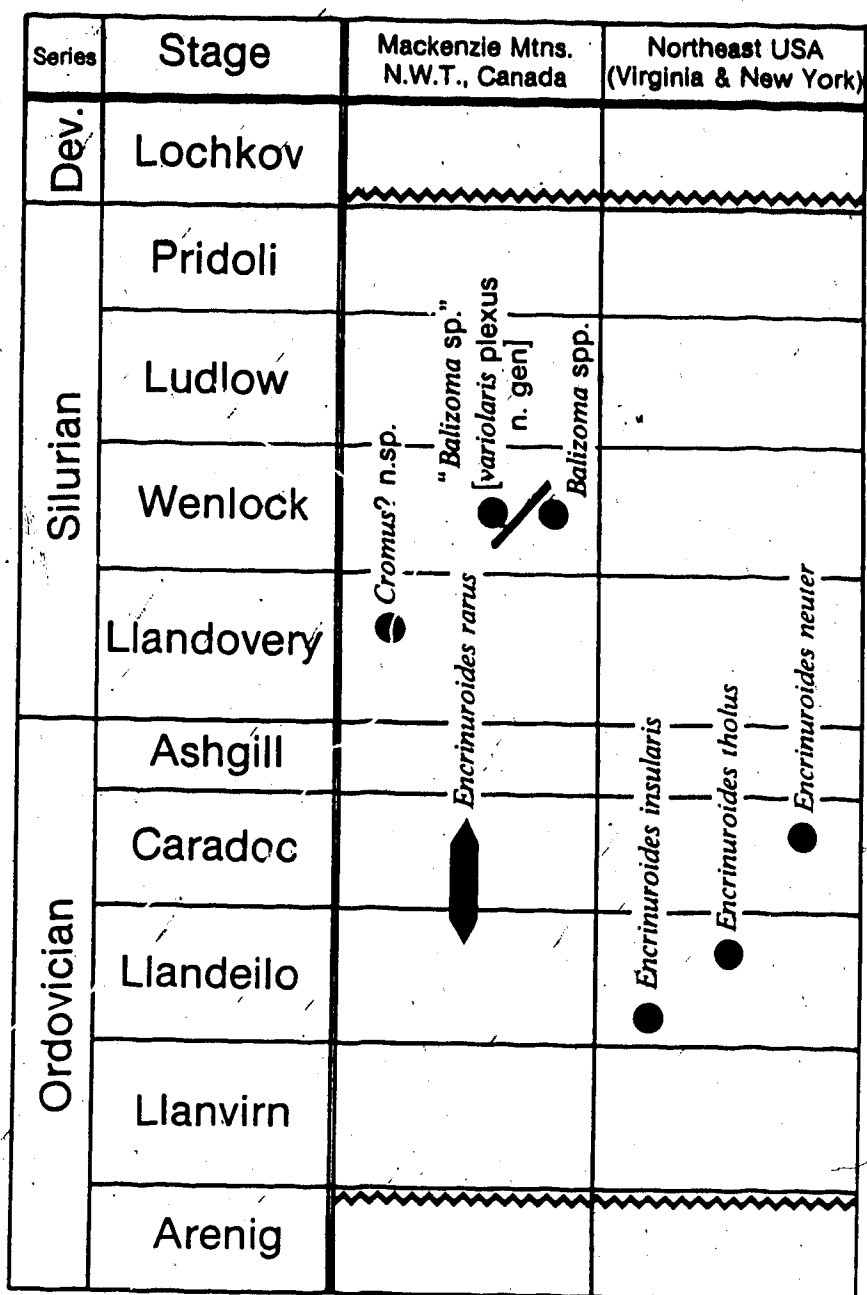 Series
Stage
Mackenzie Mtns.
N.W.T., Canada
Northeast USA
(Virginia & New York)
Dev.
Lochkov
Silurian
Pridoli
Ludlow
Wenlock
Llandovery
Ordovician
Ashgill
Caradoc
Llandeilo
Llanvirn
Arenig
Cromus? n.sp.
"Balizoma sp."
[variolaris plexus
n. gen]
Balizoma spp.
Encrinuroides rarus
Encrinuroides insularis
Encrinuroides tholus
Encrinuroides neuter